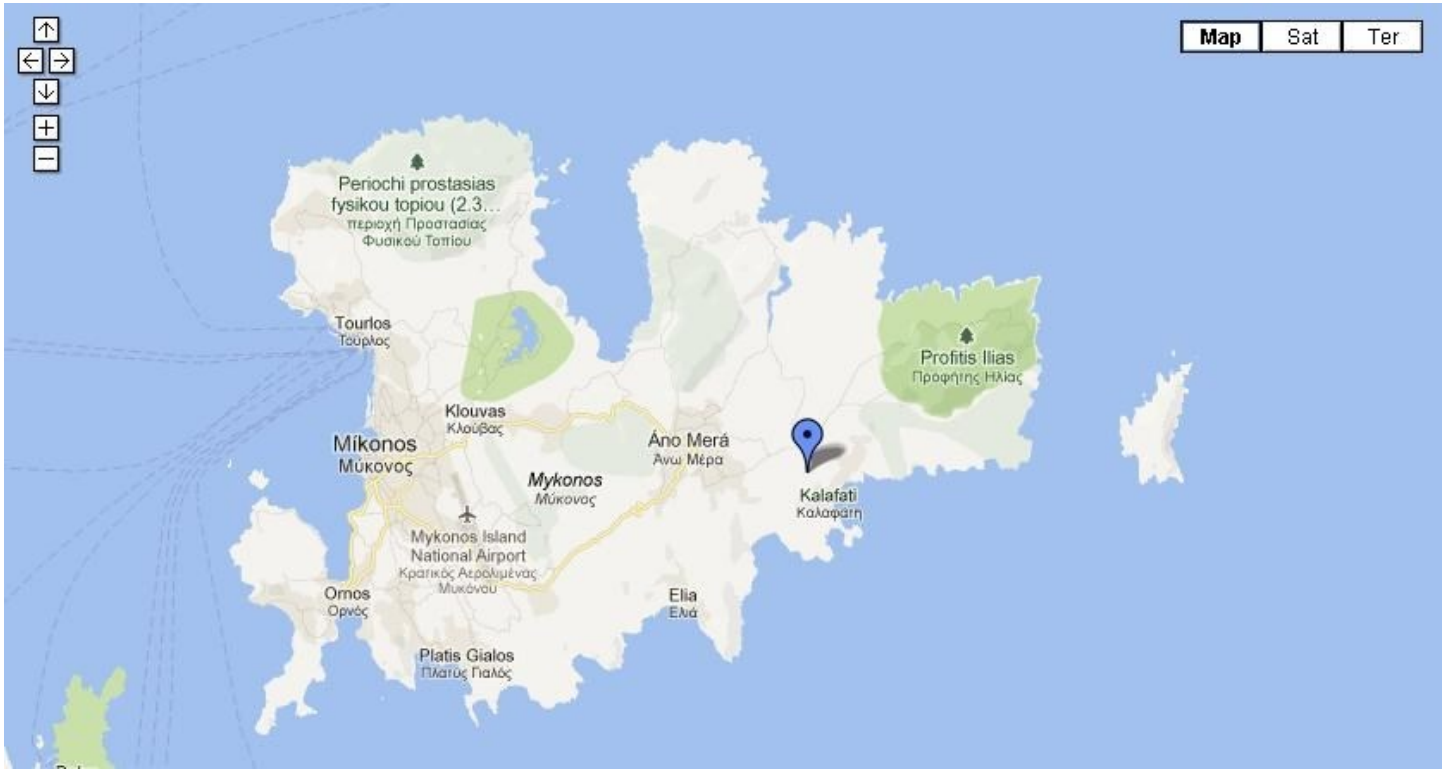 Map Sat Ter
Periochi prostasias
fysikou topiou (2.3...
περιοχή Προστασίας
Φυσικού Τοπίου
Tourlos
Τούρλος
Profitis Ilias
Προφήτης Ηλίας
Klouvas
Κλούβας
Míkonos
Μύκονος
Áno Merá
Άνω Μέρα
Mykonos
Μύκονος
Kalafati
Καλαφάτη
Mykonos Island
National Airport
Κρατικός Αερολιμένας
Μυκόνου
Ornos
Ορνός
Elia
Ελιά
Platis Gialos
Πλατύς Γιαλός